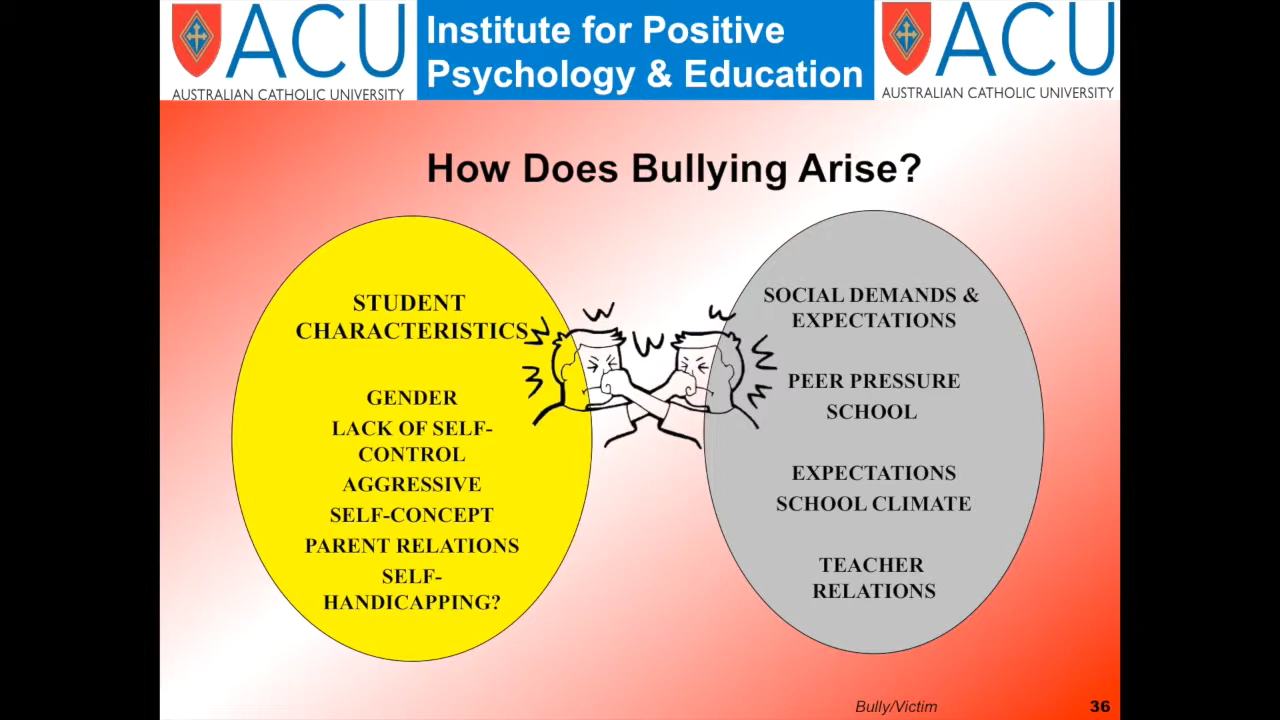 ACU
AUSTRALIAN CATHOLIC UNIVERSITY
Institute for Positive
Psychology & Education
ACU
AUSTRALIAN CATHOLIC UNIVERSITY
How Does Bullying Arise?
STUDENT
CHARACTERISTICS
GENDER
LACK OF SELF-
CONTROL
AGGRESSIVE
SELF-CONCEPT
PARENT RELATIONS
SELF-
HANDICAPPING?
SOCIAL DEMANDS &
EXPECTATIONS
PEER PRESSURE
SCHOOL
EXPECTATIONS
SCHOOL CLIMATE
TEACHER
RELATIONS
Bully/Victim
36